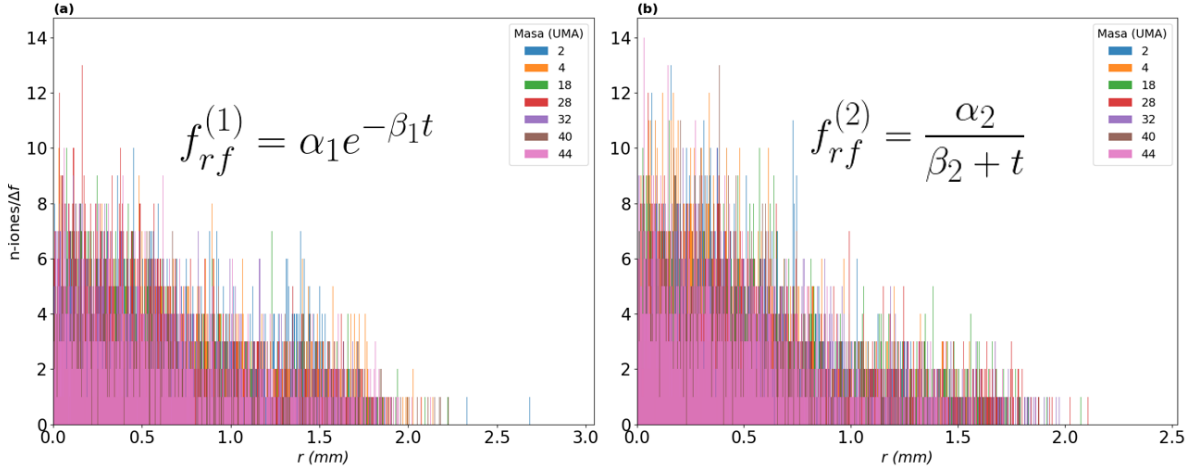 (a)
n-iones/Δf
14
12
10
8
6
4
2
0
0.0 0.5 1.0 1.5 2.0 2.5 3.0
r (mm)
Masa (UMA)
2
4
18
28
32
40
44
f_{rf}^{(1)} = α_1 e^{-β_1 t}
(b)
14
12
10
8
6
4
2
0
0.0 0.5 1.0 1.5 2.0 2.5
r (mm)
Masa (UMA)
2
4
18
28
32
40
44
f_{rf}^{(2)} = \frac{α_2}{β_2 + t}